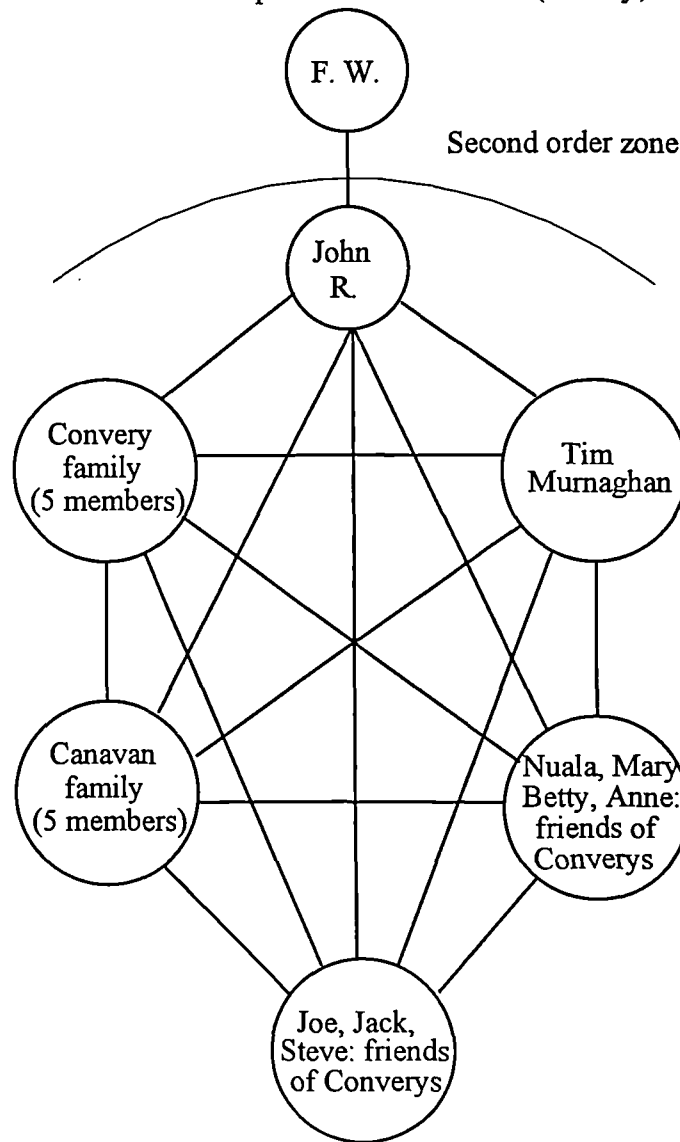 F. W.
Second order zone
John
R.
Convery
family
(5 members)
Tim
Murnaghan
Canavan
family
(5 members)
Nuala, Mary
Betty, Anne:
friends of
Converys
Joe, Jack,
Steve: friends
of Converys